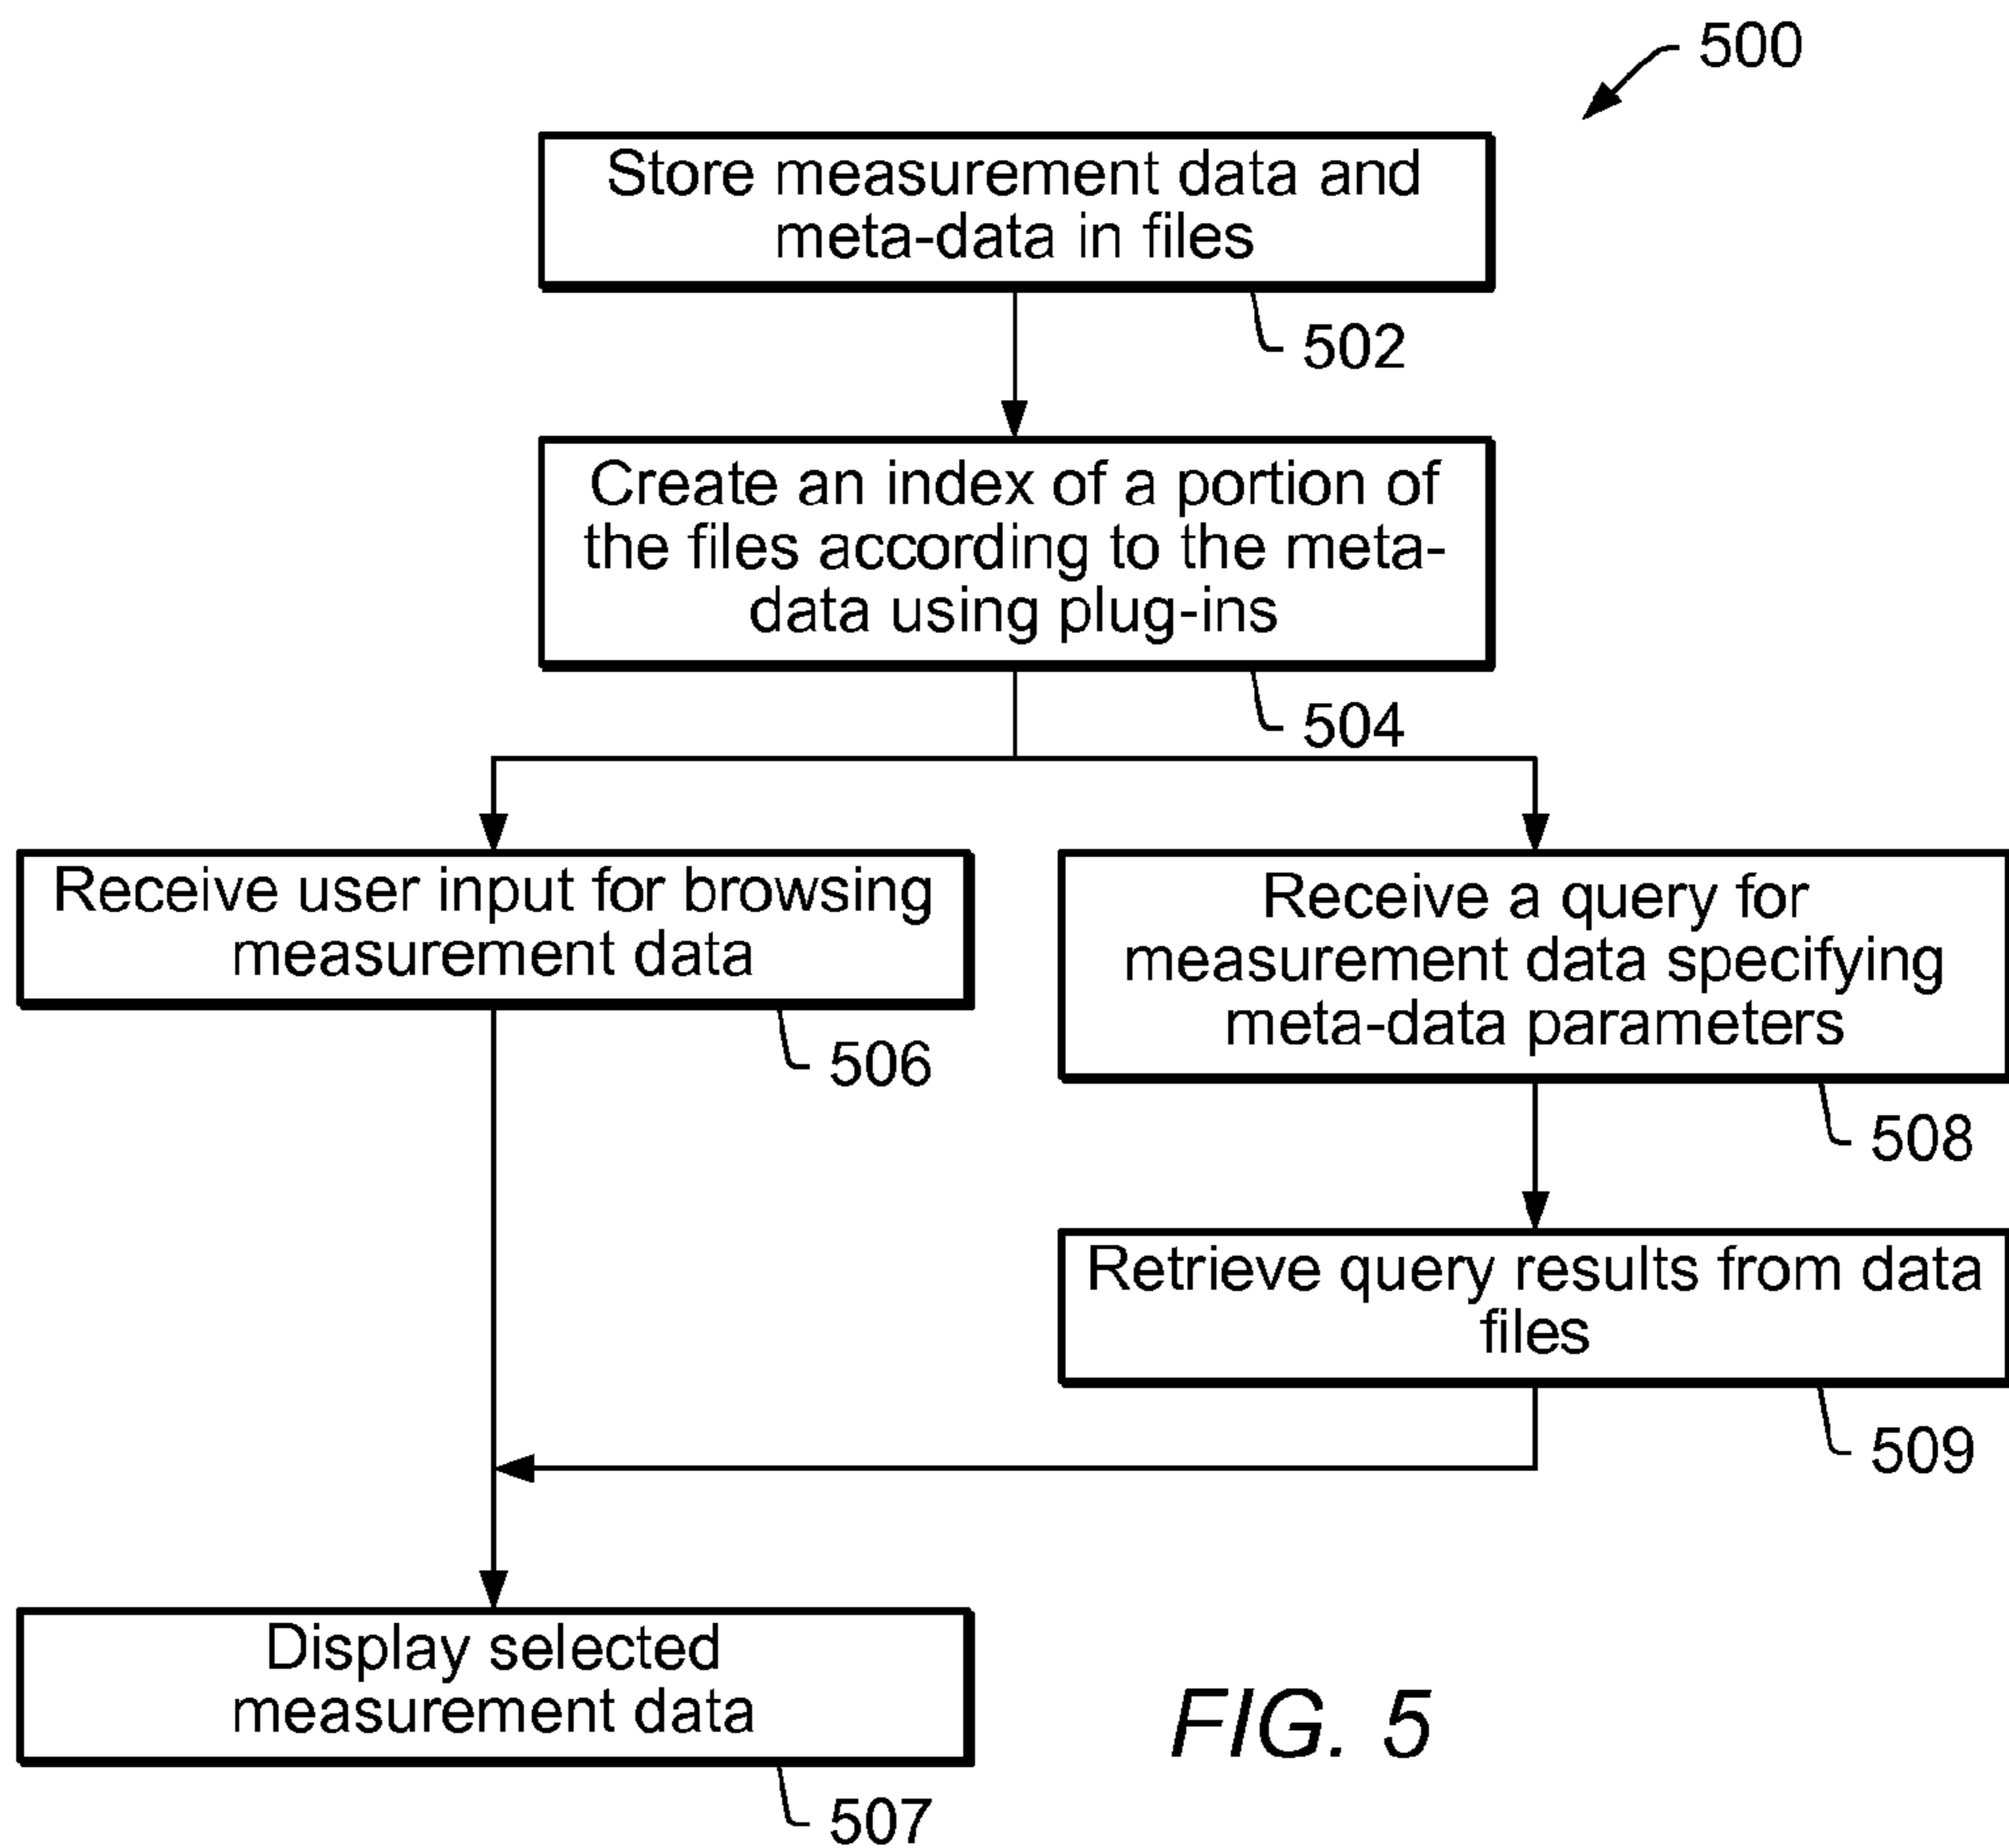 500
Store measurement data and
meta-data in files
502
Create an index of a portion of
the files according to the meta-
data using plug-ins
504
Receive user input for browsing
measurement data
506
Receive a query for
measurement data specifying
meta-data parameters
508
Retrieve query results from data
files
509
Display selected
measurement data
507
FIG. 5